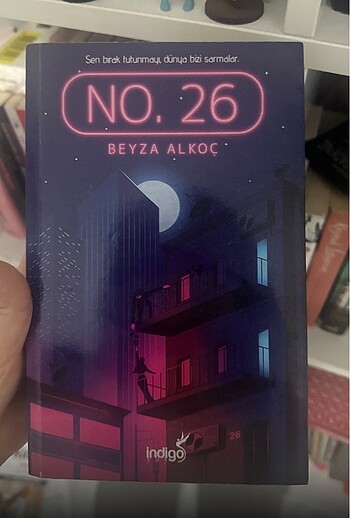 Sen bırak tutunmayı, dünya bizi sarmalar.
NO. 26
BEYZA ALKOÇ
26
indigo